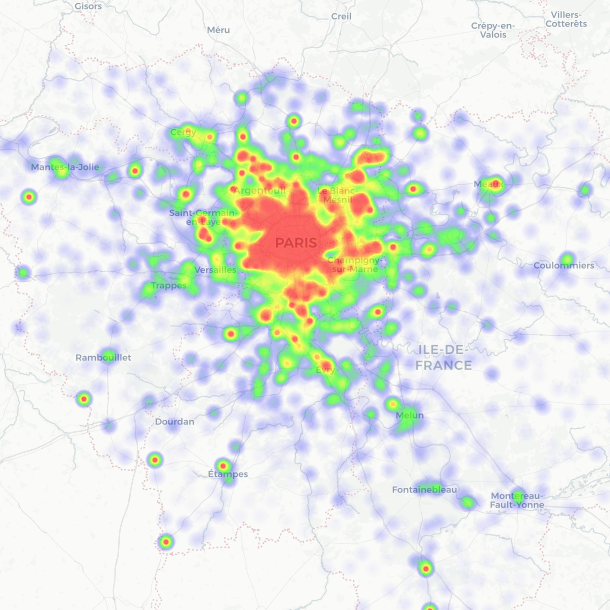 Gisors
Creil
Villers-
Cotterêts
Méru
Crépy-en-
Valois
Cergy
Mantes-la-Jolie
Argenteuil
Le Blanc-
Mesnil
Meaux
Saint-Germain-
en-Laye
PARIS
Versailles
Champigny-
sur-Marne
Coulommiers
Trappes
Rambouillet
ILE-DE-
FRANCE
Évry
Dourdan
Melun
Étampes
Fontainebleau
Montereau-
Fault-Yonne